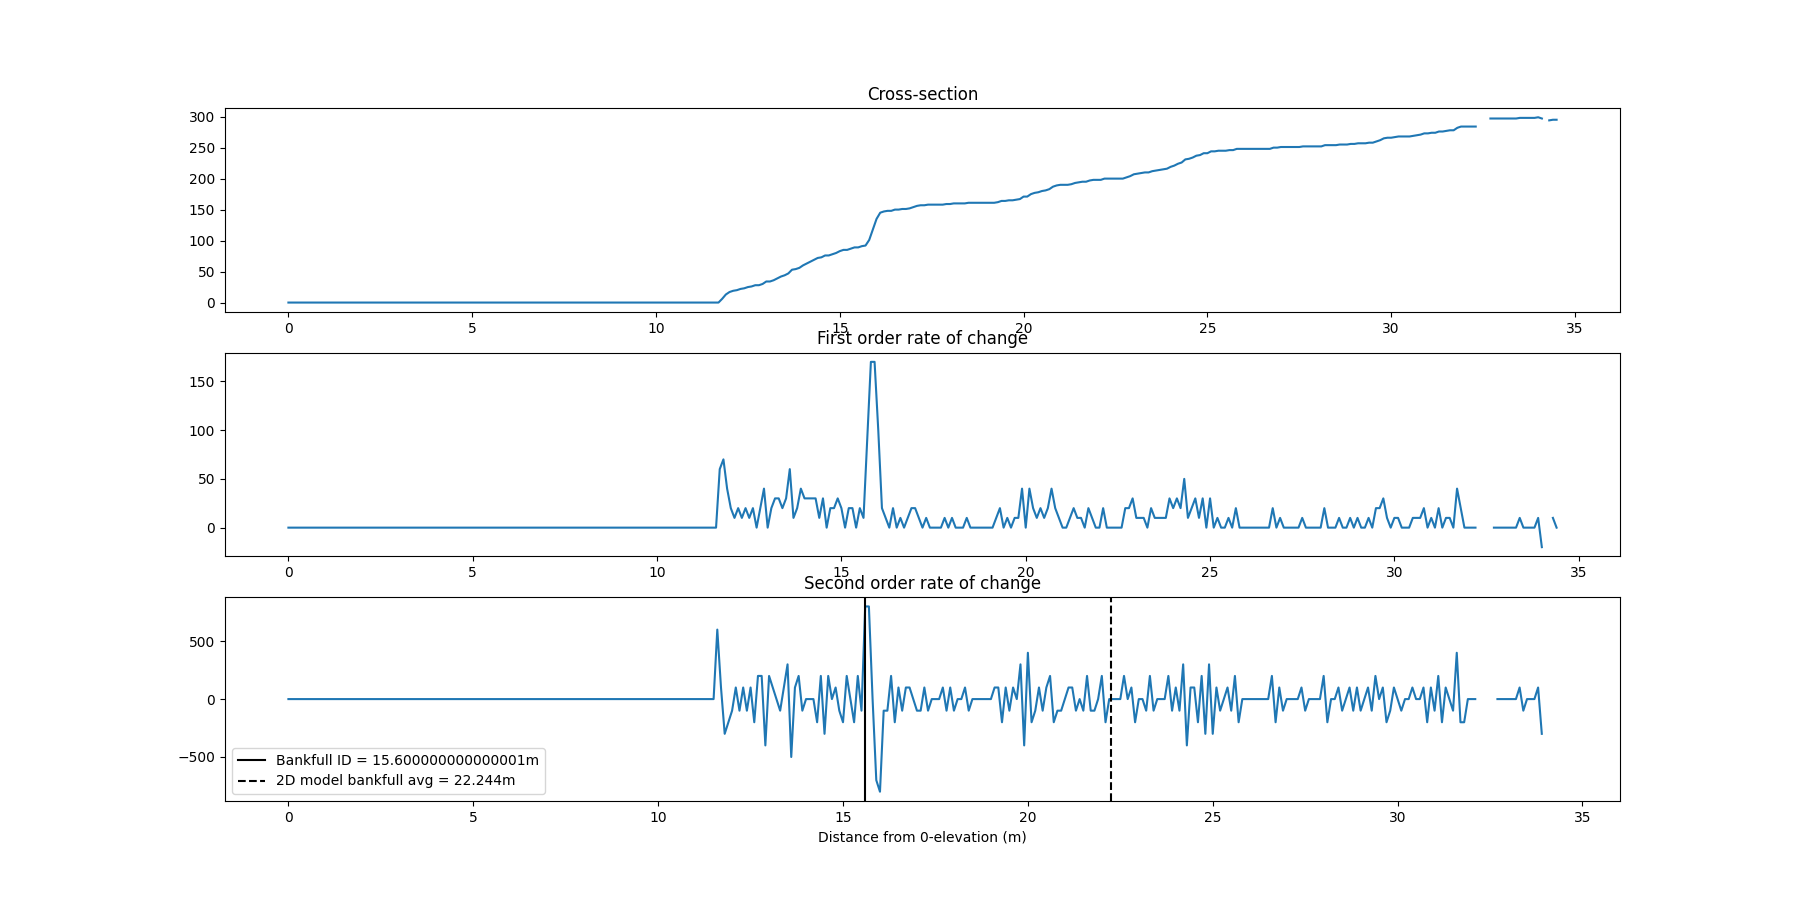 Cross-section
300
250
200
150
100
50
0
0 5 10 15 20 25 30 35
First order rate of change
150
100
50
0
0 5 10 15 20 25 30 35
Second order rate of change
500
0
−500
Bankfull ID = 15.600000000000001m
2D model bankfull avg = 22.244m
0 5 10 15 20 25 30 35
Distance from 0-elevation (m)